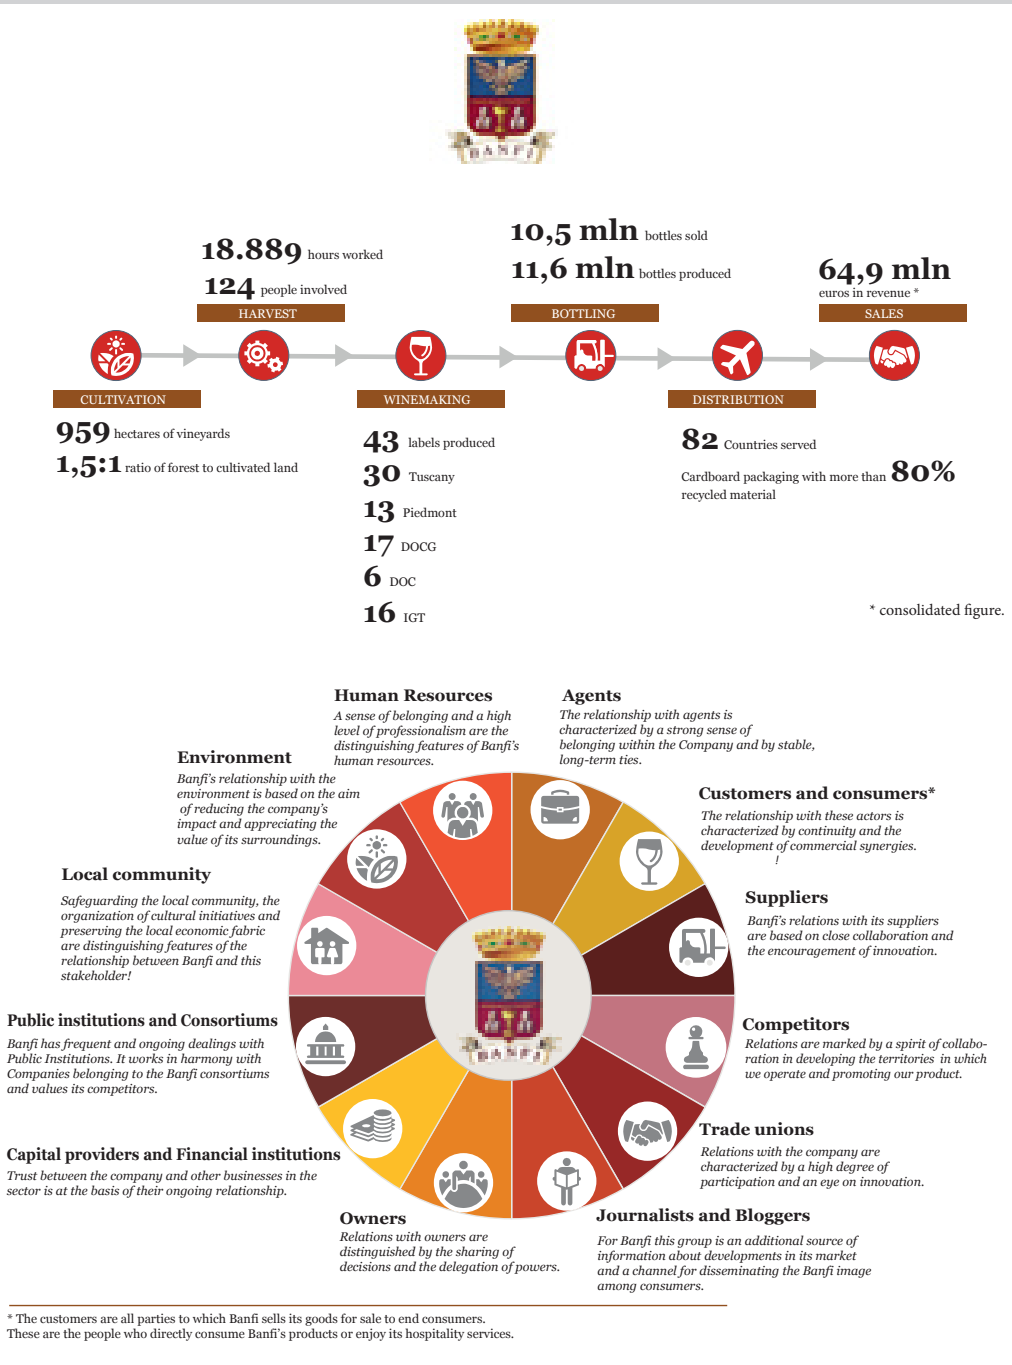 BANFI
18.889 hours worked
124 people involved
HARVEST
10,5 mln bottles sold
11,6 mln bottles produced
BOTTLING
64,9 mln
euros in revenue *
SALES
CULTIVATION
959 hectares of vineyards
1,5:1 ratio of forest to cultivated land
WINEMAKING
43 labels produced
30 Tuscany
13 Piedmont
17 DOCG
6 DOC
16 IGT
DISTRIBUTION
82 Countries served
Cardboard packaging with more than 80%
recycled material
* consolidated figure.
Human Resources
A sense of belonging and a high
level of professionalism are the
distinguishing features of Banfi's
human resources.
Agents
The relationship with agents is
characterized by a strong sense of
belonging within the Company and by stable,
long-term ties.
Environment
Banfi's relationship with the
environment is based on the aim
of reducing the company's
impact and appreciating the
value of its surroundings.
Customers and consumers*
The relationship with these actors is
characterized by continuity and the
development of commercial synergies.
!
Local community
Safeguarding the local community, the
organization of cultural initiatives and
preserving the local economic fabric
are distinguishing features of the
relationship between Banfi and this
stakeholder!
Suppliers
Banfi's relations with its suppliers
are based on close collaboration and
the encouragement of innovation.
BANFI
Public institutions and Consortiums
Banfi has frequent and ongoing dealings with
Public Institutions. It works in harmony with
Companies belonging to the Banfi consortiums
and values its competitors.
Competitors
Relations are marked by a spirit of collabo-
ration in developing the territories in which
we operate and promoting our product.
Capital providers and Financial institutions
Trust between the company and other businesses in the
sector is at the basis of their ongoing relationship.
Trade unions
Relations with the company are
characterized by a high degree of
participation and an eye on innovation.
Owners
Relations with owners are
distinguished by the sharing of
decisions and the delegation of powers.
Journalists and Bloggers
For Banfi this group is an additional source of
information about developments in its market
and a channel for disseminating the Banfi image
among consumers.
* The customers are all parties to which Banfi sells its goods for sale to end consumers.
These are the people who directly consume Banfi's products or enjoy its hospitality services.